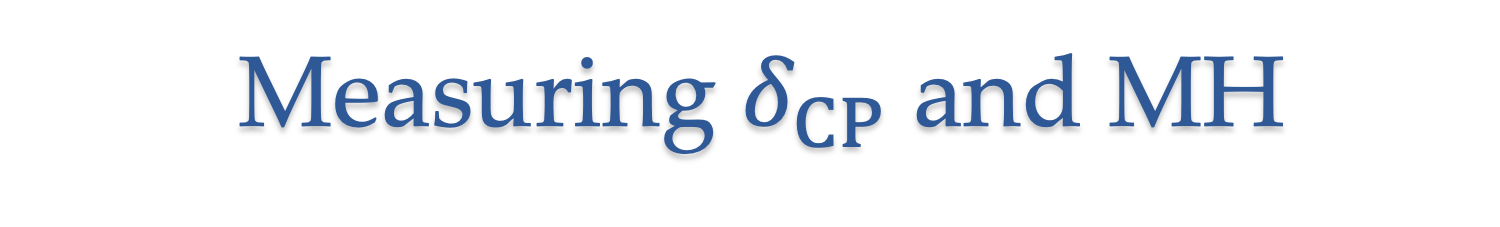 Measuring δCP and MH